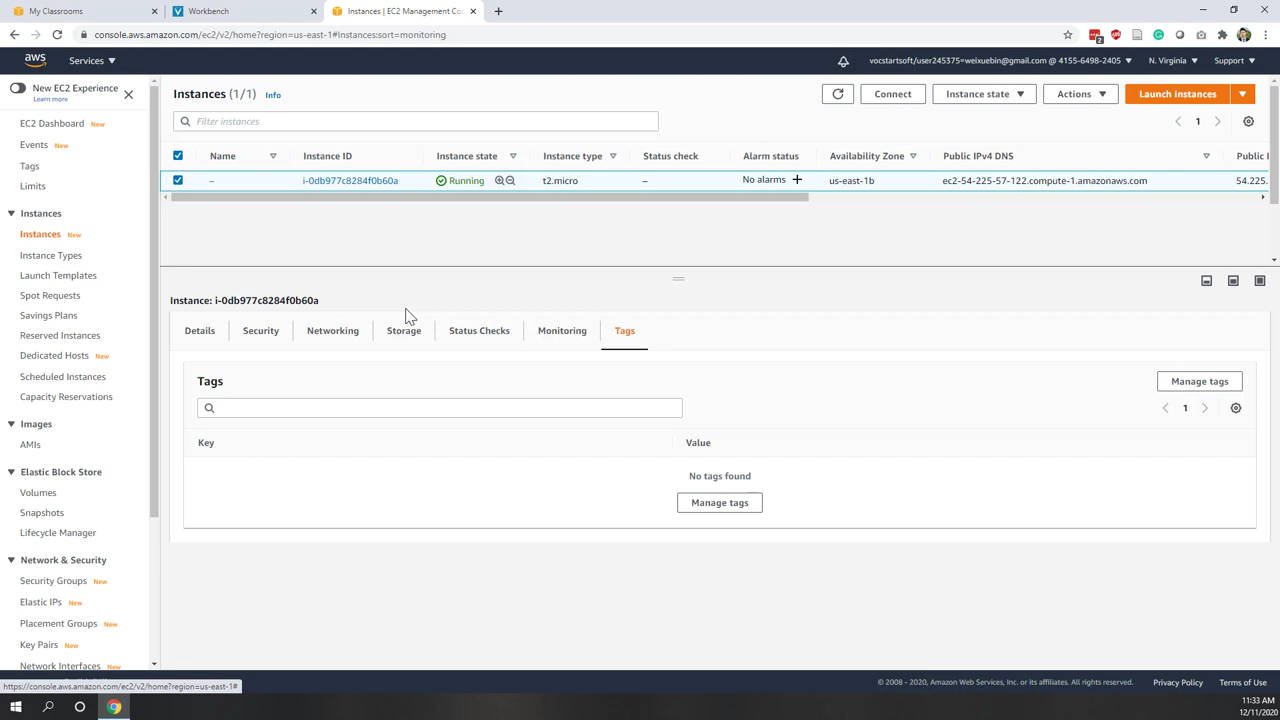 My Classrooms
Workbench
Instances | EC2 Management Co
console.aws.amazon.com/ec2/v2/home?region=us-east-1#Instances:sort=monitoring
2
aws
Services
vocstartsoft/user245375=weixuebin@gmail.com @ 4155-6498-2405
N. Virginia
Support
New EC2 Experience
Learn more
EC2 Dashboard New
Events New
Tags
Limits
Instances
Instances New
Instance Types
Launch Templates
Spot Requests
Savings Plans
Reserved Instances
Dedicated Hosts New
Scheduled Instances
Capacity Reservations
Images
AMIs
Elastic Block Store
Volumes
Snapshots
Lifecycle Manager
Network & Security
Security Groups New
Elastic IPs New
Placement Groups New
Key Pairs New
Network Interfaces New
Instances (1/1) Info
Connect
Instance state
Actions
Launch instances
Filter instances
1
Name Instance ID Instance state Instance type Status check Alarm status Availability Zone Public IPv4 DNS Public I
– i-0db977c8284f0b60a Running t2.micro – No alarms + us-east-1b ec2-54-225-57-122.compute-1.amazonaws.com 54.225.
Instance: i-0db977c8284f0b60a
Details Security Networking Storage Status Checks Monitoring Tags
Tags
Manage tags
1
Key Value
No tags found
Manage tags
https://console.aws.amazon.com/ec2/v2/home?region=us-east-1#
© 2008 - 2020, Amazon Web Services, Inc. or its affiliates. All rights reserved.
Privacy Policy
Terms of Use
11:33 AM
12/11/2020